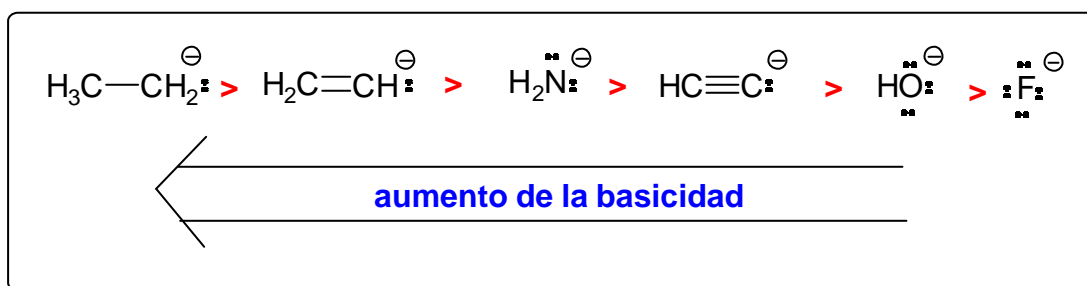 H₃C—CH₂:⊖ > H₂C=CH:⊖ > H₂N:⊖ > HC≡C:⊖ > HO:⊖ > :F:⊖
aumento de la basicidad